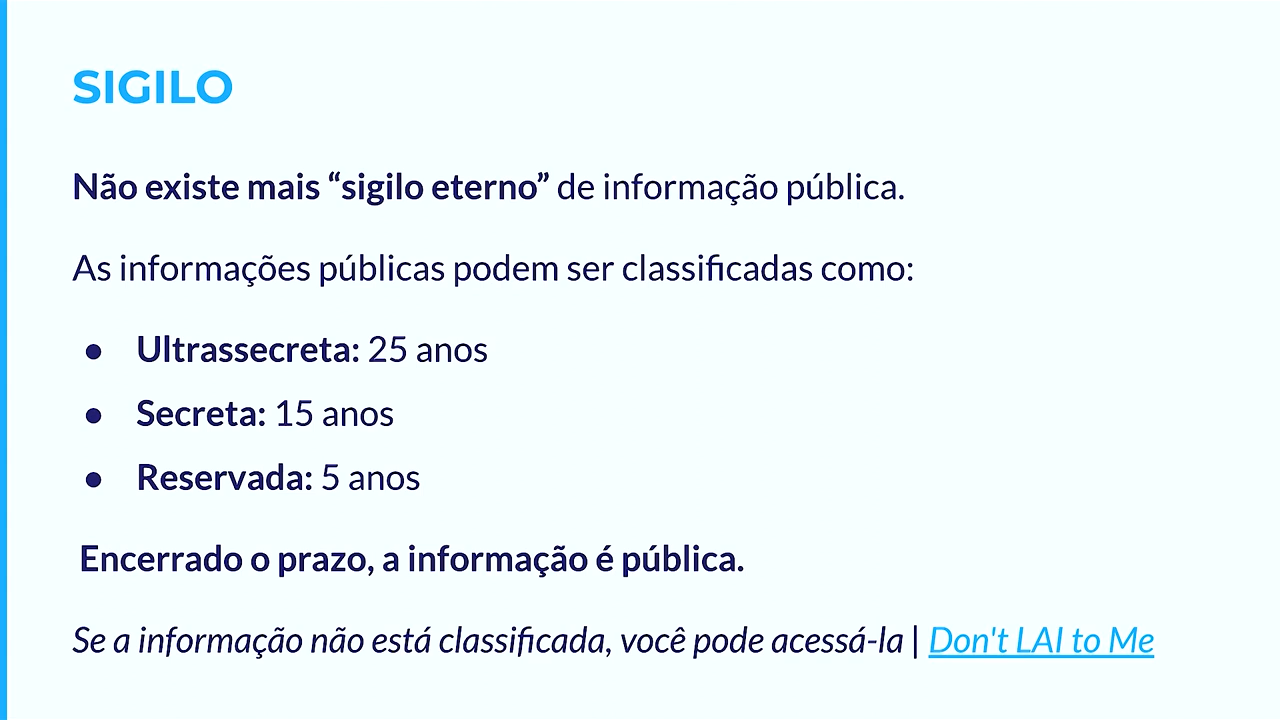 SIGILO
Não existe mais “sigilo eterno” de informação pública.
As informações públicas podem ser classificadas como:
● Ultrassecreta: 25 anos
● Secreta: 15 anos
● Reservada: 5 anos
Encerrado o prazo, a informação é pública.
Se a informação não está classificada, você pode acessá-la | Don't LAI to Me